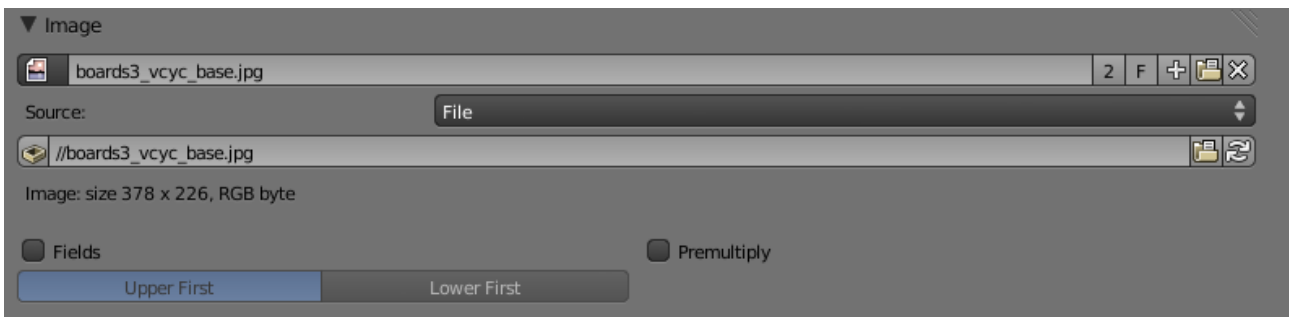 Image
boards3_vcyc_base.jpg 2 F
Source: File
//boards3_vcyc_base.jpg
Image: size 378 x 226, RGB byte
Fields Premultiply
Upper First Lower First